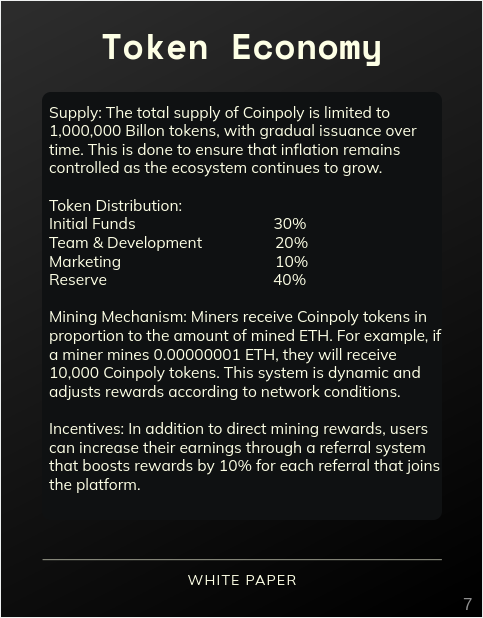 Token Economy
Supply: The total supply of Coinpoly is limited to
1,000,000 Billon tokens, with gradual issuance over
time. This is done to ensure that inflation remains
controlled as the ecosystem continues to grow.
Token Distribution:
Initial Funds 30%
Team & Development 20%
Marketing 10%
Reserve 40%
Mining Mechanism: Miners receive Coinpoly tokens in
proportion to the amount of mined ETH. For example, if
a miner mines 0.00000001 ETH, they will receive
10,000 Coinpoly tokens. This system is dynamic and
adjusts rewards according to network conditions.
Incentives: In addition to direct mining rewards, users
can increase their earnings through a referral system
that boosts rewards by 10% for each referral that joins
the platform.
WHITE PAPER
7